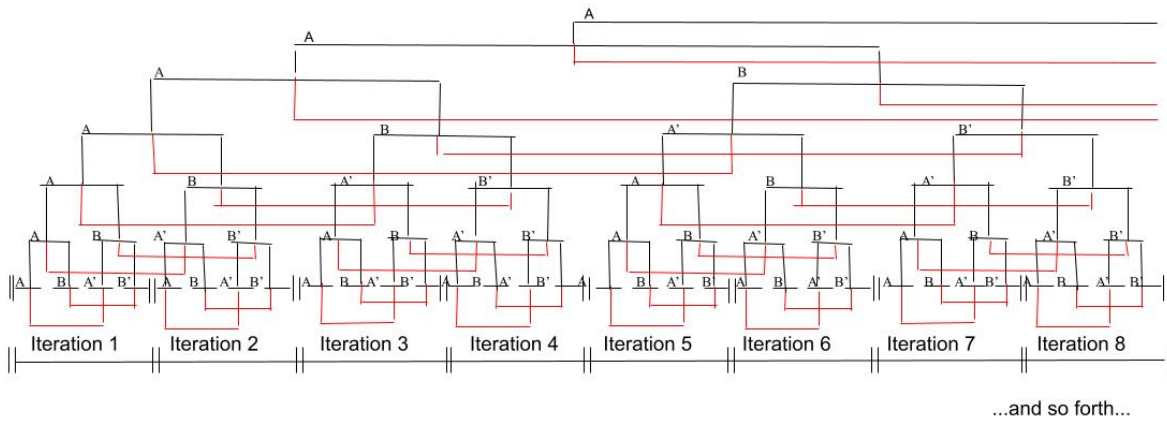 A
A
A B
A B A’ B’
A B A’ B’ A B A’ B’
A B A’ B’ A B A’ B’ A B A’ B’ A B A’ B’
A B A’ B’ A B A’ B’ A B A’ B’ A B A’ B’ A B A’ B’ A B A’ B’ A B A’ B’ A B A’ B’
Iteration 1 Iteration 2 Iteration 3 Iteration 4 Iteration 5 Iteration 6 Iteration 7 Iteration 8
...and so forth...